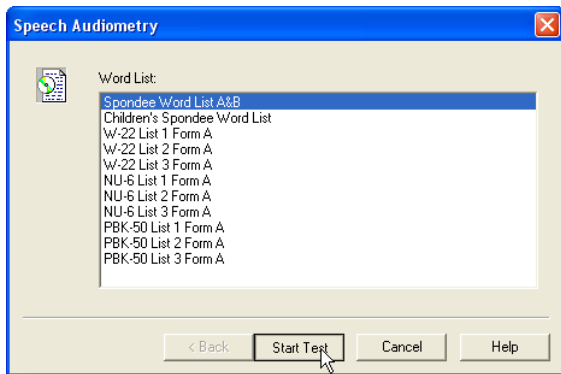 Speech Audiometry
Word List:
Spondee Word List A&B
Children's Spondee Word List
W-22 List 1 Form A
W-22 List 2 Form A
W-22 List 3 Form A
NU-6 List 1 Form A
NU-6 List 2 Form A
NU-6 List 3 Form A
PBK-50 List 1 Form A
PBK-50 List 2 Form A
PBK-50 List 3 Form A
< Back Start Test Cancel Help